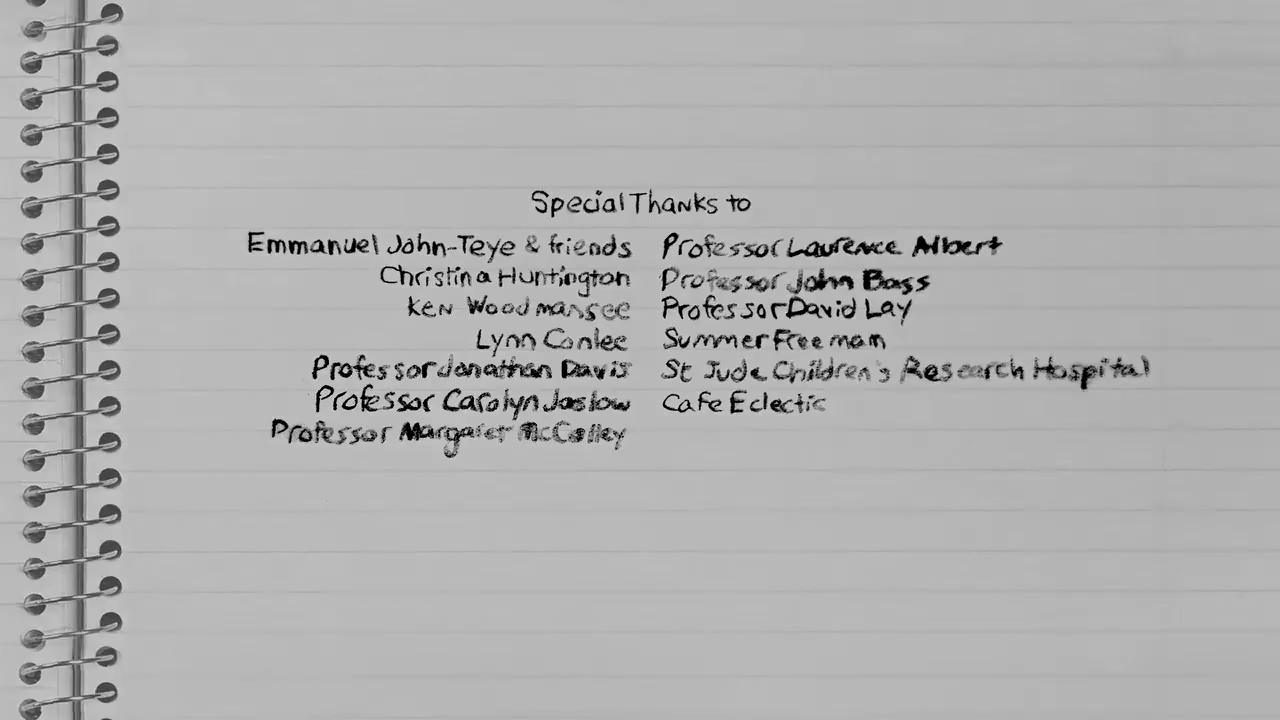 Special Thanks to
Emmanuel John-Teye & friends
Christina Huntington
Ken Woodmansee
Lynn Conlee
Professor Jonathan Davis
Professor Carolyn Jaslow
Professor Margaret McColley
Professor Laurence Albert
Professor John Bass
Professor David Lay
Summer Freeman
St Jude Children's Research Hospital
Cafe Eclectic